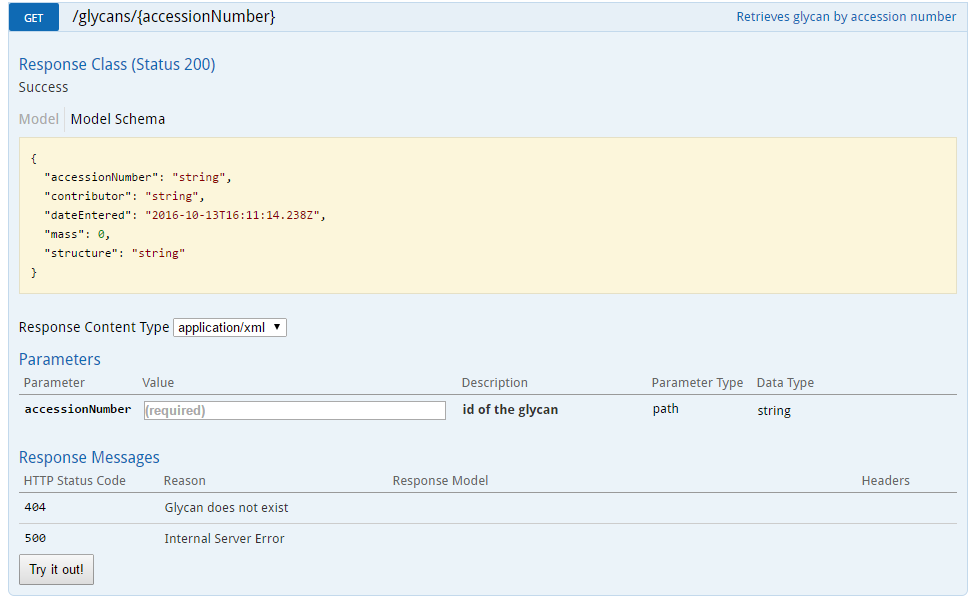 GET /glycans/{accessionNumber} Retrieves glycan by accession number
Response Class (Status 200)
Success
Model Model Schema
{
"accessionNumber": "string",
"contributor": "string",
"dateEntered": "2016-10-13T16:11:14.238Z",
"mass": 0,
"structure": "string"
}
Response Content Type application/xml
Parameters
Parameter Value Description Parameter Type Data Type
accessionNumber (required) id of the glycan path string
Response Messages
HTTP Status Code Reason Response Model Headers
404 Glycan does not exist
500 Internal Server Error
Try it out!